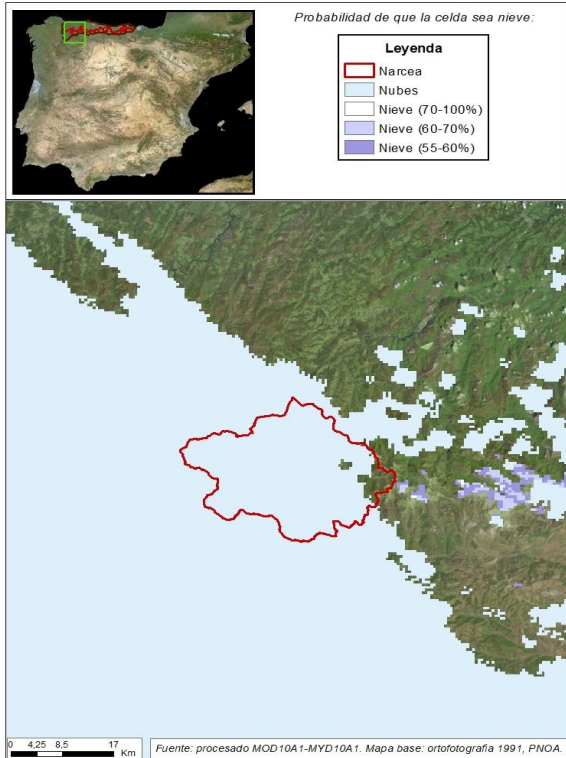 Probabilidad de que la celda sea nieve:
Leyenda
Narcea
Nubes
Nieve (70-100%)
Nieve (60-70%)
Nieve (55-60%)
0 4,25 8,5 17
Km
Fuente: procesado MOD10A1-MYD10A1. Mapa base: ortofotografia 1991, PNOA.